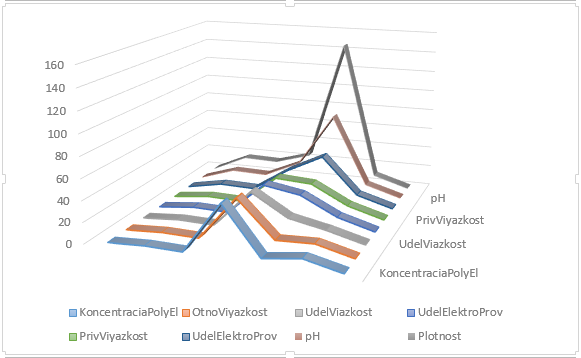 160
140
120
100
80
60
40
20
0
pH
PrivViyazkost
UdelViazkost
KoncentraciaPolyEl
KoncentraciaPolyEl OtnoViyazkost UdelViazkost UdelElektroProv
PrivViyazkost UdelElektroProv pH Plotnost